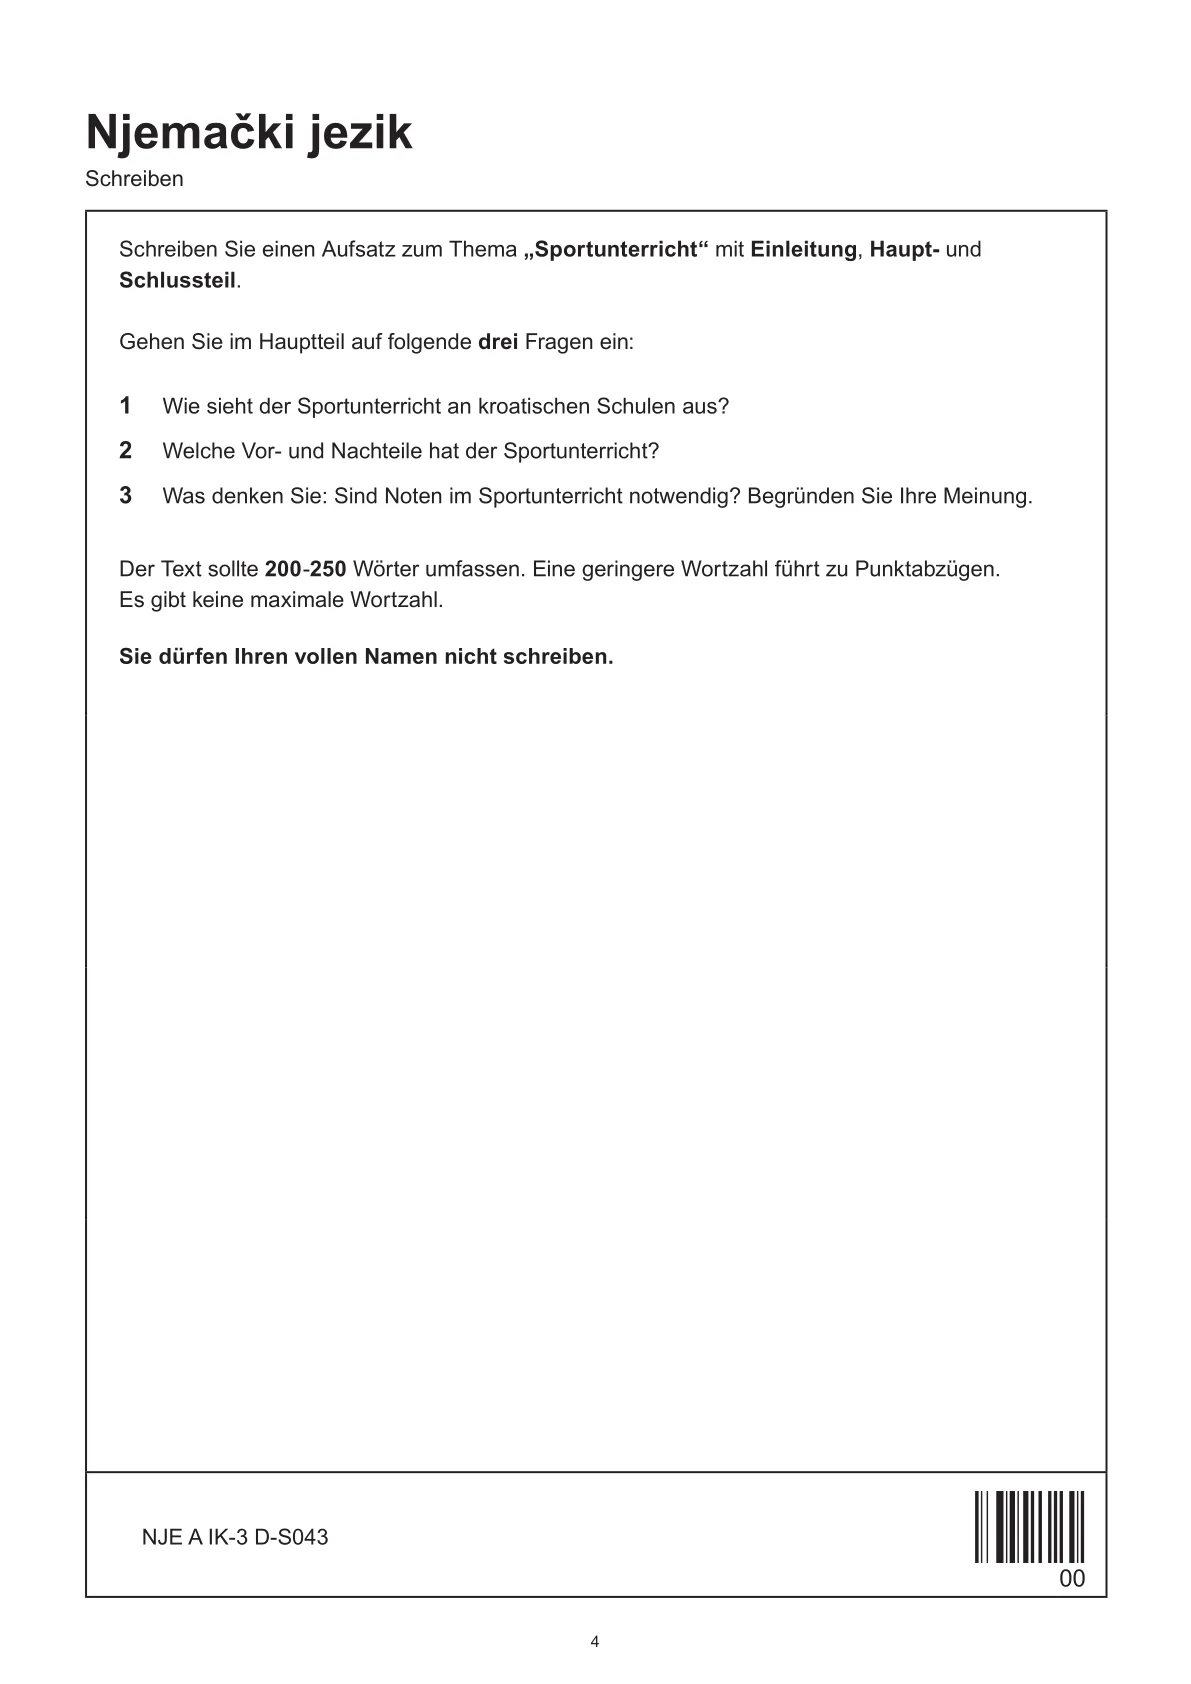 Njemački jezik
Schreiben
Schreiben Sie einen Aufsatz zum Thema „Sportunterricht“ mit Einleitung, Haupt- und
Schlussteil.
Gehen Sie im Hauptteil auf folgende drei Fragen ein:
1 Wie sieht der Sportunterricht an kroatischen Schulen aus?
2 Welche Vor- und Nachteile hat der Sportunterricht?
3 Was denken Sie: Sind Noten im Sportunterricht notwendig? Begründen Sie Ihre Meinung.
Der Text sollte 200-250 Wörter umfassen. Eine geringere Wortzahl führt zu Punktabzügen.
Es gibt keine maximale Wortzahl.
Sie dürfen Ihren vollen Namen nicht schreiben.
NJE A IK-3 D-S043
00
4